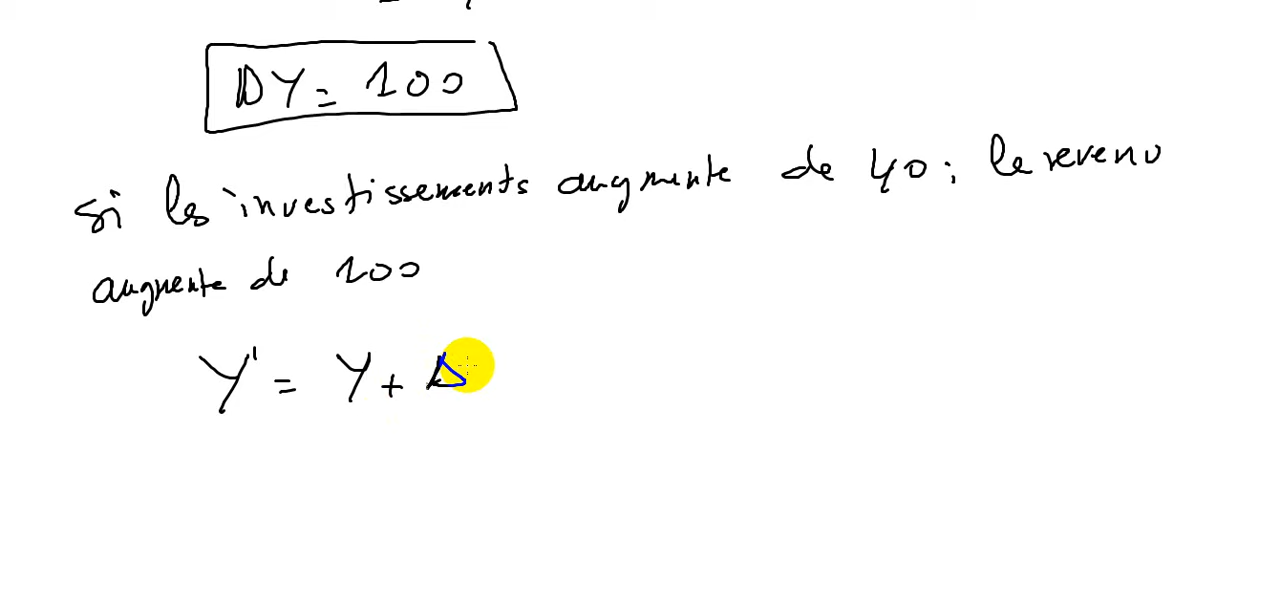 ΔY = 100
si les investissements augmente de 40 ; le revenu
augmente de 100
Y' = Y + Δ